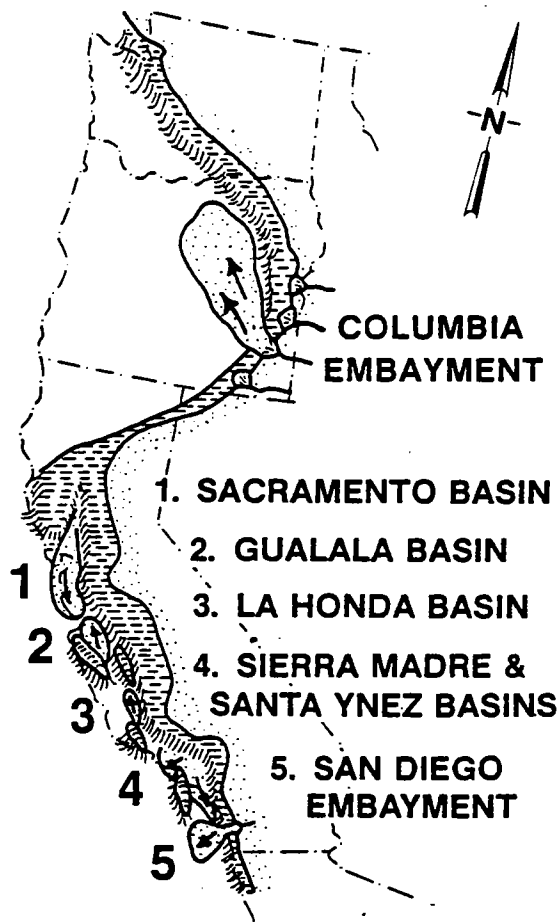 N
COLUMBIA
EMBAYMENT
1. SACRAMENTO BASIN
2. GUALALA BASIN
3. LA HONDA BASIN
4. SIERRA MADRE &
SANTA YNEZ BASINS
5. SAN DIEGO
EMBAYMENT
1
2
3
4
5